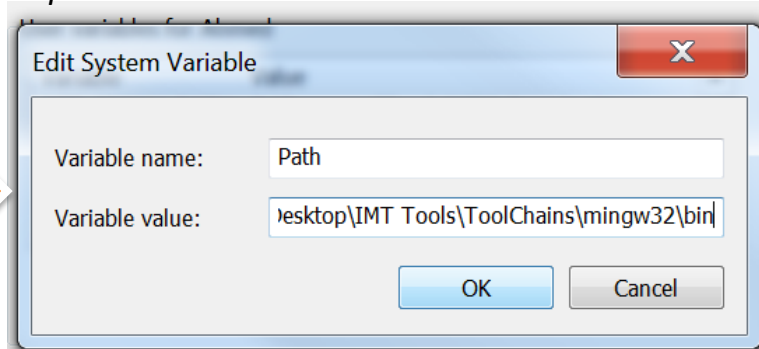 Edit System Variable
Variable name:
Path
Variable value:
esktop\IMT Tools\ToolChains\mingw32\bin
OK
Cancel